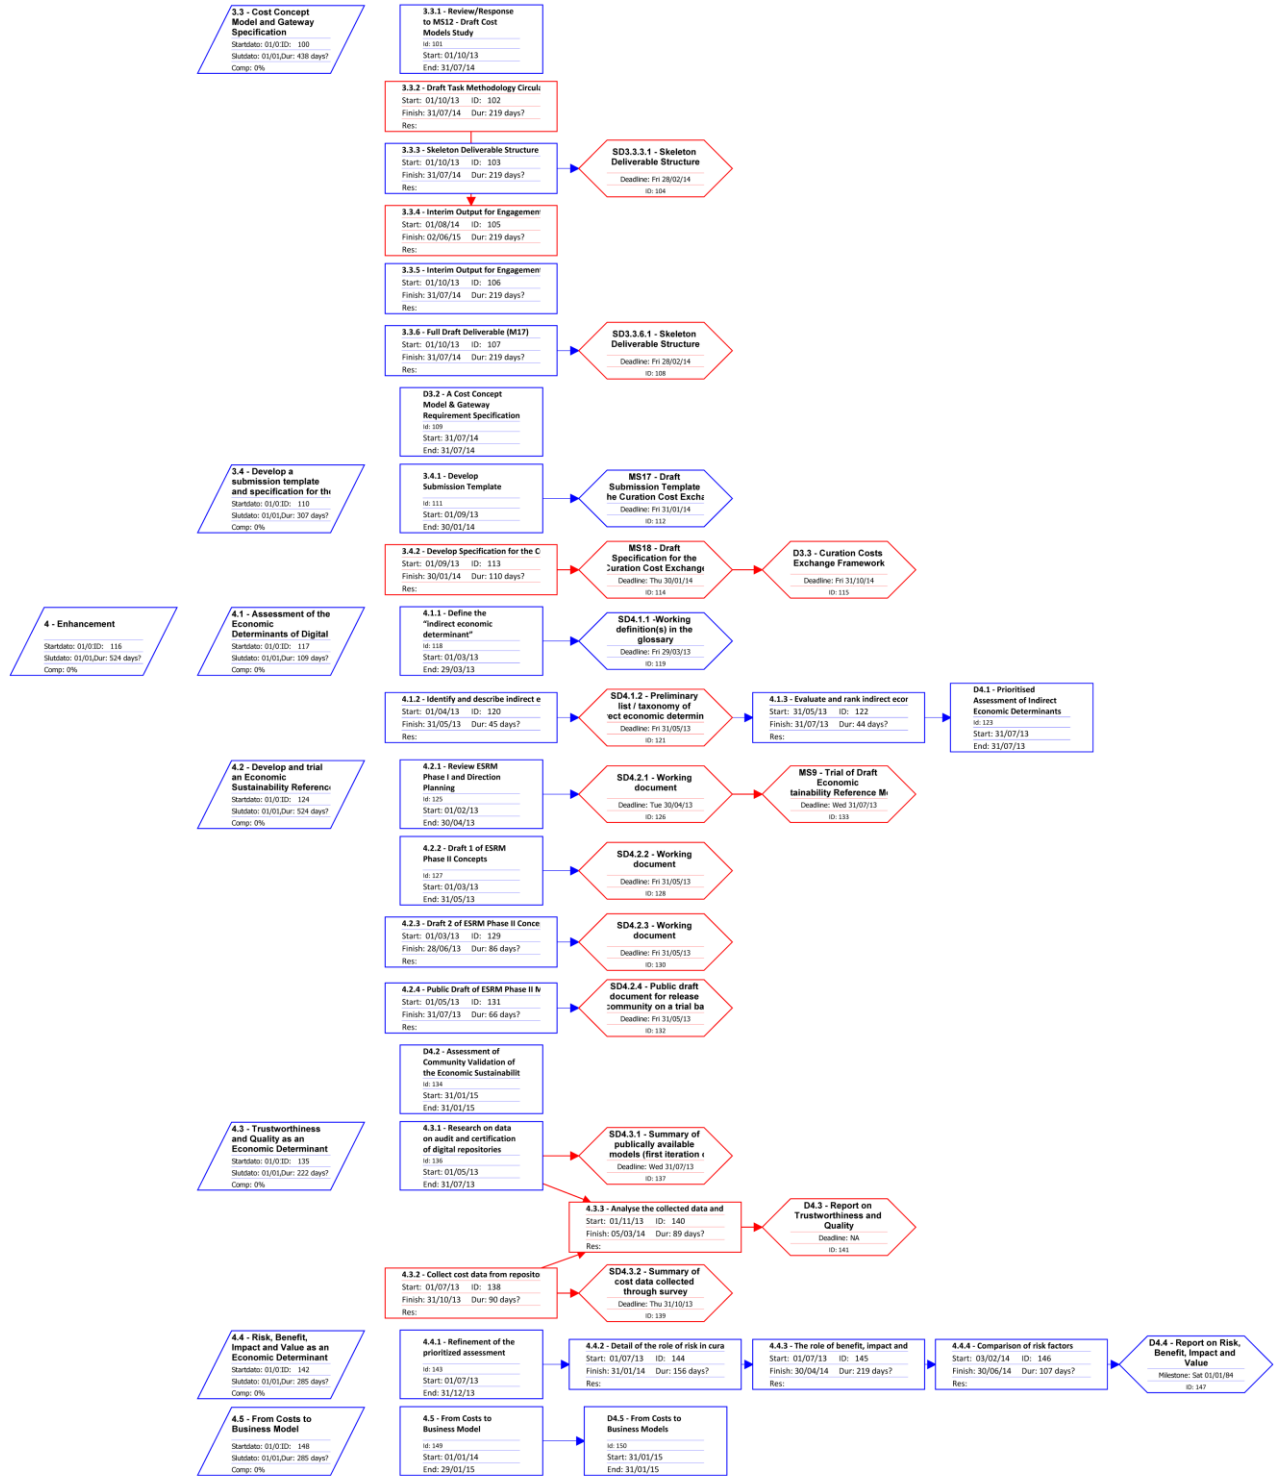 3.3 - Cost Concept
Model and Gateway
Specification
Startdato: 01/0:ID: 100
Slutdato: 01/01,Dur: 438 days?
Comp: 0%
3.3.1 - Review/Response
to MS12 - Draft Cost
Models Study
Id: 101
Start: 01/10/13
End: 31/07/14
3.3.2 - Draft Task Methodology Circula
Start: 01/10/13 ID: 102
Finish: 31/07/14 Dur: 219 days?
Res:
3.3.3 - Skeleton Deliverable Structure
Start: 01/10/13 ID: 103
Finish: 31/07/14 Dur: 219 days?
Res:
SD3.3.3.1 - Skeleton
Deliverable Structure
Deadline: Fri 28/02/14
ID: 104
3.3.4 - Interim Output for Engagement
Start: 01/08/14 ID: 105
Finish: 02/06/15 Dur: 219 days?
Res:
3.3.5 - Interim Output for Engagement
Start: 01/10/13 ID: 106
Finish: 31/07/14 Dur: 219 days?
Res:
3.3.6 - Full Draft Deliverable (M17)
Start: 01/10/13 ID: 107
Finish: 31/07/14 Dur: 219 days?
Res:
SD3.3.6.1 - Skeleton
Deliverable Structure
Deadline: Fri 28/02/14
ID: 108
D3.2 - A Cost Concept
Model & Gateway
Requirement Specification
Id: 109
Start: 31/07/14
End: 31/07/14
3.4 - Develop a
submission template
and specification for the
Startdato: 01/0:ID: 110
Slutdato: 01/01,Dur: 307 days?
Comp: 0%
3.4.1 - Develop
Submission Template
Id: 111
Start: 01/09/13
End: 30/01/14
MS17 - Draft
Submission Template
he Curation Cost Excha
Deadline: Fri 31/01/14
ID: 112
3.4.2 - Develop Specification for the C
Start: 01/09/13 ID: 113
Finish: 30/01/14 Dur: 110 days?
Res:
MS18 - Draft
Specification for the
Curation Cost Exchange
Deadline: Thu 30/01/14
ID: 114
D3.3 - Curation Costs
Exchange Framework
Deadline: Fri 31/10/14
ID: 115
4 - Enhancement
Startdato: 01/0:ID: 116
Slutdato: 01/01,Dur: 524 days?
Comp: 0%
4.1 - Assessment of the
Economic
Determinants of Digital
Startdato: 01/0:ID: 117
Slutdato: 01/01,Dur: 109 days?
Comp: 0%
4.1.1 - Define the
“indirect economic
determinant”
Id: 118
Start: 01/03/13
End: 29/03/13
SD4.1.1 -Working
definition(s) in the
glossary
Deadline: Fri 29/03/13
ID: 119
4.1.2 - Identify and describe indirect e
Start: 01/04/13 ID: 120
Finish: 31/05/13 Dur: 45 days?
Res:
SD4.1.2 - Preliminary
list / taxonomy of
rect economic determin
Deadline: Fri 31/05/13
ID: 121
4.1.3 - Evaluate and rank indirect ecor
Start: 31/05/13 ID: 122
Finish: 31/07/13 Dur: 44 days?
Res:
D4.1 - Prioritised
Assessment of Indirect
Economic Determinants
Id: 123
Start: 31/07/13
End: 31/07/13
4.2 - Develop and trial
an Economic
Sustainability Reference
Startdato: 01/0:ID: 124
Slutdato: 01/01,Dur: 524 days?
Comp: 0%
4.2.1 - Review ESRM
Phase I and Direction
Planning
Id: 125
Start: 01/02/13
End: 30/04/13
SD4.2.1 - Working
document
Deadline: Tue 30/04/13
ID: 126
MS9 - Trial of Draft
Economic
tainability Reference Mo
Deadline: Wed 31/07/13
ID: 133
4.2.2 - Draft 1 of ESRM
Phase II Concepts
Id: 127
Start: 01/03/13
End: 31/05/13
SD4.2.2 - Working
document
Deadline: Fri 31/05/13
ID: 128
4.2.3 - Draft 2 of ESRM Phase II Conce
Start: 01/03/13 ID: 129
Finish: 28/06/13 Dur: 86 days?
Res:
SD4.2.3 - Working
document
Deadline: Fri 31/05/13
ID: 130
4.2.4 - Public Draft of ESRM Phase II M
Start: 01/05/13 ID: 131
Finish: 31/07/13 Dur: 66 days?
Res:
SD4.2.4 - Public draft
document for release
community on a trial ba
Deadline: Fri 31/05/13
ID: 132
D4.2 - Assessment of
Community Validation of
the Economic Sustainabilit
Id: 134
Start: 31/01/15
End: 31/01/15
4.3 - Trustworthiness
and Quality as an
Economic Determinant
Startdato: 01/0:ID: 135
Slutdato: 01/01,Dur: 222 days?
Comp: 0%
4.3.1 - Research on data
on audit and certification
of digital repositories
Id: 136
Start: 01/05/13
End: 31/07/13
SD4.3.1 - Summary of
publically available
models (first iteration o
Deadline: Wed 31/07/13
ID: 137
4.3.3 - Analyse the collected data and
Start: 01/11/13 ID: 140
Finish: 05/03/14 Dur: 89 days?
Res:
D4.3 - Report on
Trustworthiness and
Quality
Deadline: NA
ID: 141
4.3.2 - Collect cost data from reposito
Start: 01/07/13 ID: 138
Finish: 31/10/13 Dur: 90 days?
Res:
SD4.3.2 - Summary of
cost data collected
through survey
Deadline: Thu 31/10/13
ID: 139
4.4 - Risk, Benefit,
Impact and Value as an
Economic Determinant
Startdato: 01/0:ID: 142
Slutdato: 01/01,Dur: 285 days?
Comp: 0%
4.4.1 - Refinement of the
prioritized assessment
Id: 143
Start: 01/07/13
End: 31/12/13
4.4.2 - Detail of the role of risk in cura
Start: 01/07/13 ID: 144
Finish: 31/01/14 Dur: 156 days?
Res:
4.4.3 - The role of benefit, impact and
Start: 01/07/13 ID: 145
Finish: 30/04/14 Dur: 219 days?
Res:
4.4.4 - Comparison of risk factors
Start: 03/02/14 ID: 146
Finish: 30/06/14 Dur: 107 days?
Res:
D4.4 - Report on Risk,
Benefit, Impact and
Value
Milestone: Sat 01/01/84
ID: 147
4.5 - From Costs to
Business Model
Startdato: 01/0:ID: 148
Slutdato: 01/01,Dur: 285 days?
Comp: 0%
4.5 - From Costs to
Business Model
Id: 149
Start: 01/01/14
End: 29/01/15
D4.5 - From Costs to
Business Models
Id: 150
Start: 31/01/15
End: 31/01/15